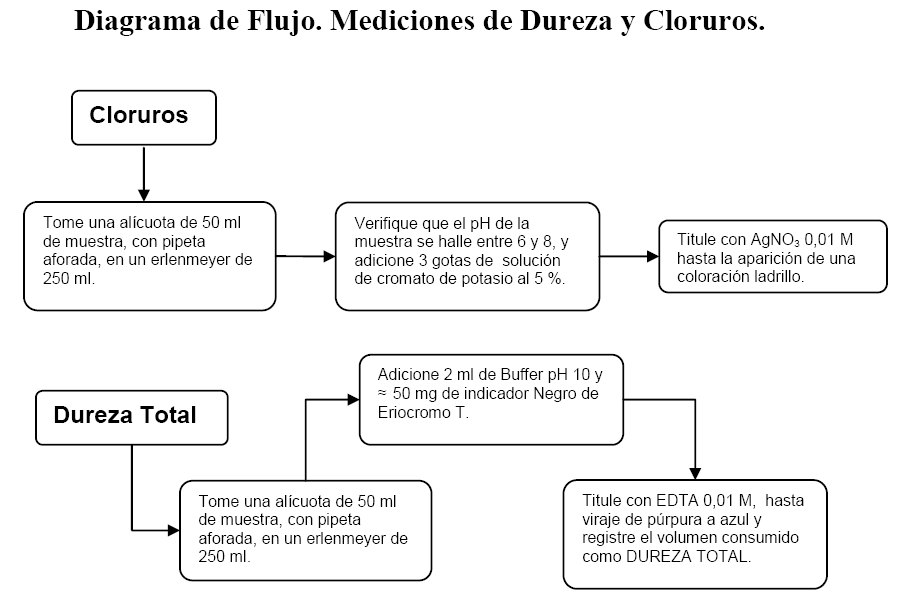 Diagrama de Flujo. Mediciones de Dureza y Cloruros.
Cloruros
Tome una alícuota de 50 ml
de muestra, con pipeta
aforada, en un erlenmeyer de
250 ml.
Verifique que el pH de la
muestra se halle entre 6 y 8, y
adicione 3 gotas de solución
de cromato de potasio al 5 %.
Titule con AgNO₃ 0,01 M
hasta la aparición de una
coloración ladrillo.
Dureza Total
Tome una alícuota de 50 ml
de muestra, con pipeta
aforada, en un erlenmeyer de
250 ml.
Adicione 2 ml de Buffer pH 10 y
≈ 50 mg de indicador Negro de
Eriocromo T.
Titule con EDTA 0,01 M, hasta
viraje de púrpura a azul y
registre el volumen consumido
como DUREZA TOTAL.